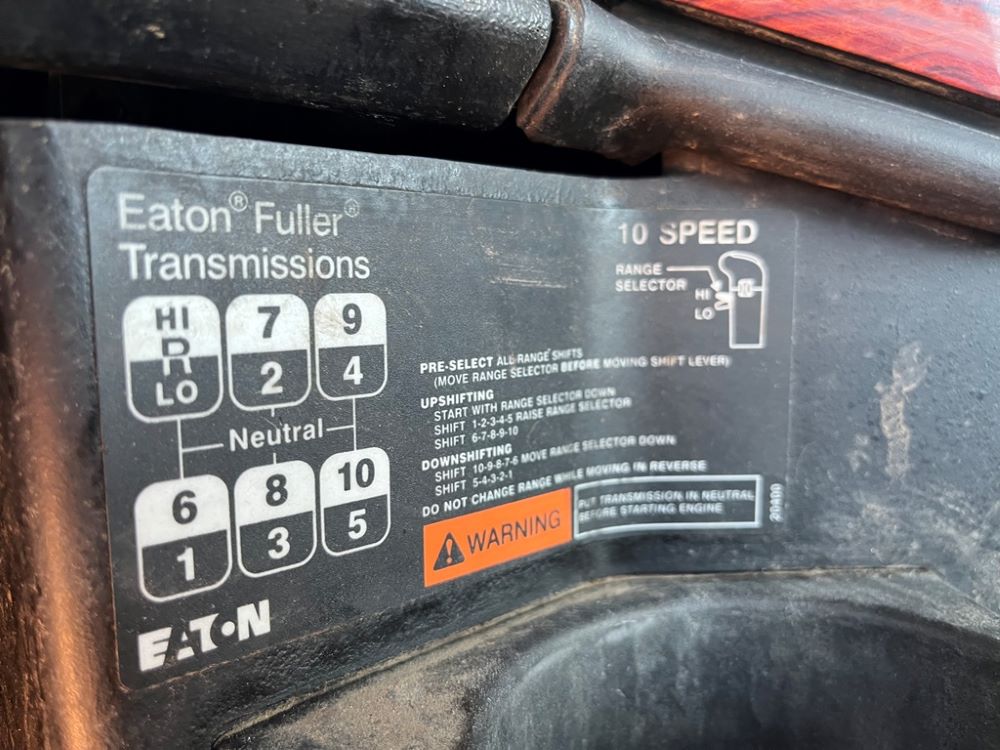 Eaton® Fuller®
Transmissions
10 SPEED
RANGE
SELECTOR
HI
LO
HI
R
LO
7
2
9
4
Neutral
6
1
8
3
10
5
PRE-SELECT ALL RANGE SHIFTS
(MOVE RANGE SELECTOR BEFORE MOVING SHIFT LEVER)
UPSHIFTING
START WITH RANGE SELECTOR DOWN
SHIFT 1-2-3-4-5 RAISE RANGE SELECTOR
SHIFT 6-7-8-9-10
DOWNSHIFTING
SHIFT 10-9-8-7-6 MOVE RANGE SELECTOR DOWN
SHIFT 5-4-3-2-1
DO NOT CHANGE RANGE WHILE MOVING IN REVERSE
WARNING
PUT TRANSMISSION IN NEUTRAL
BEFORE STARTING ENGINE
EATON